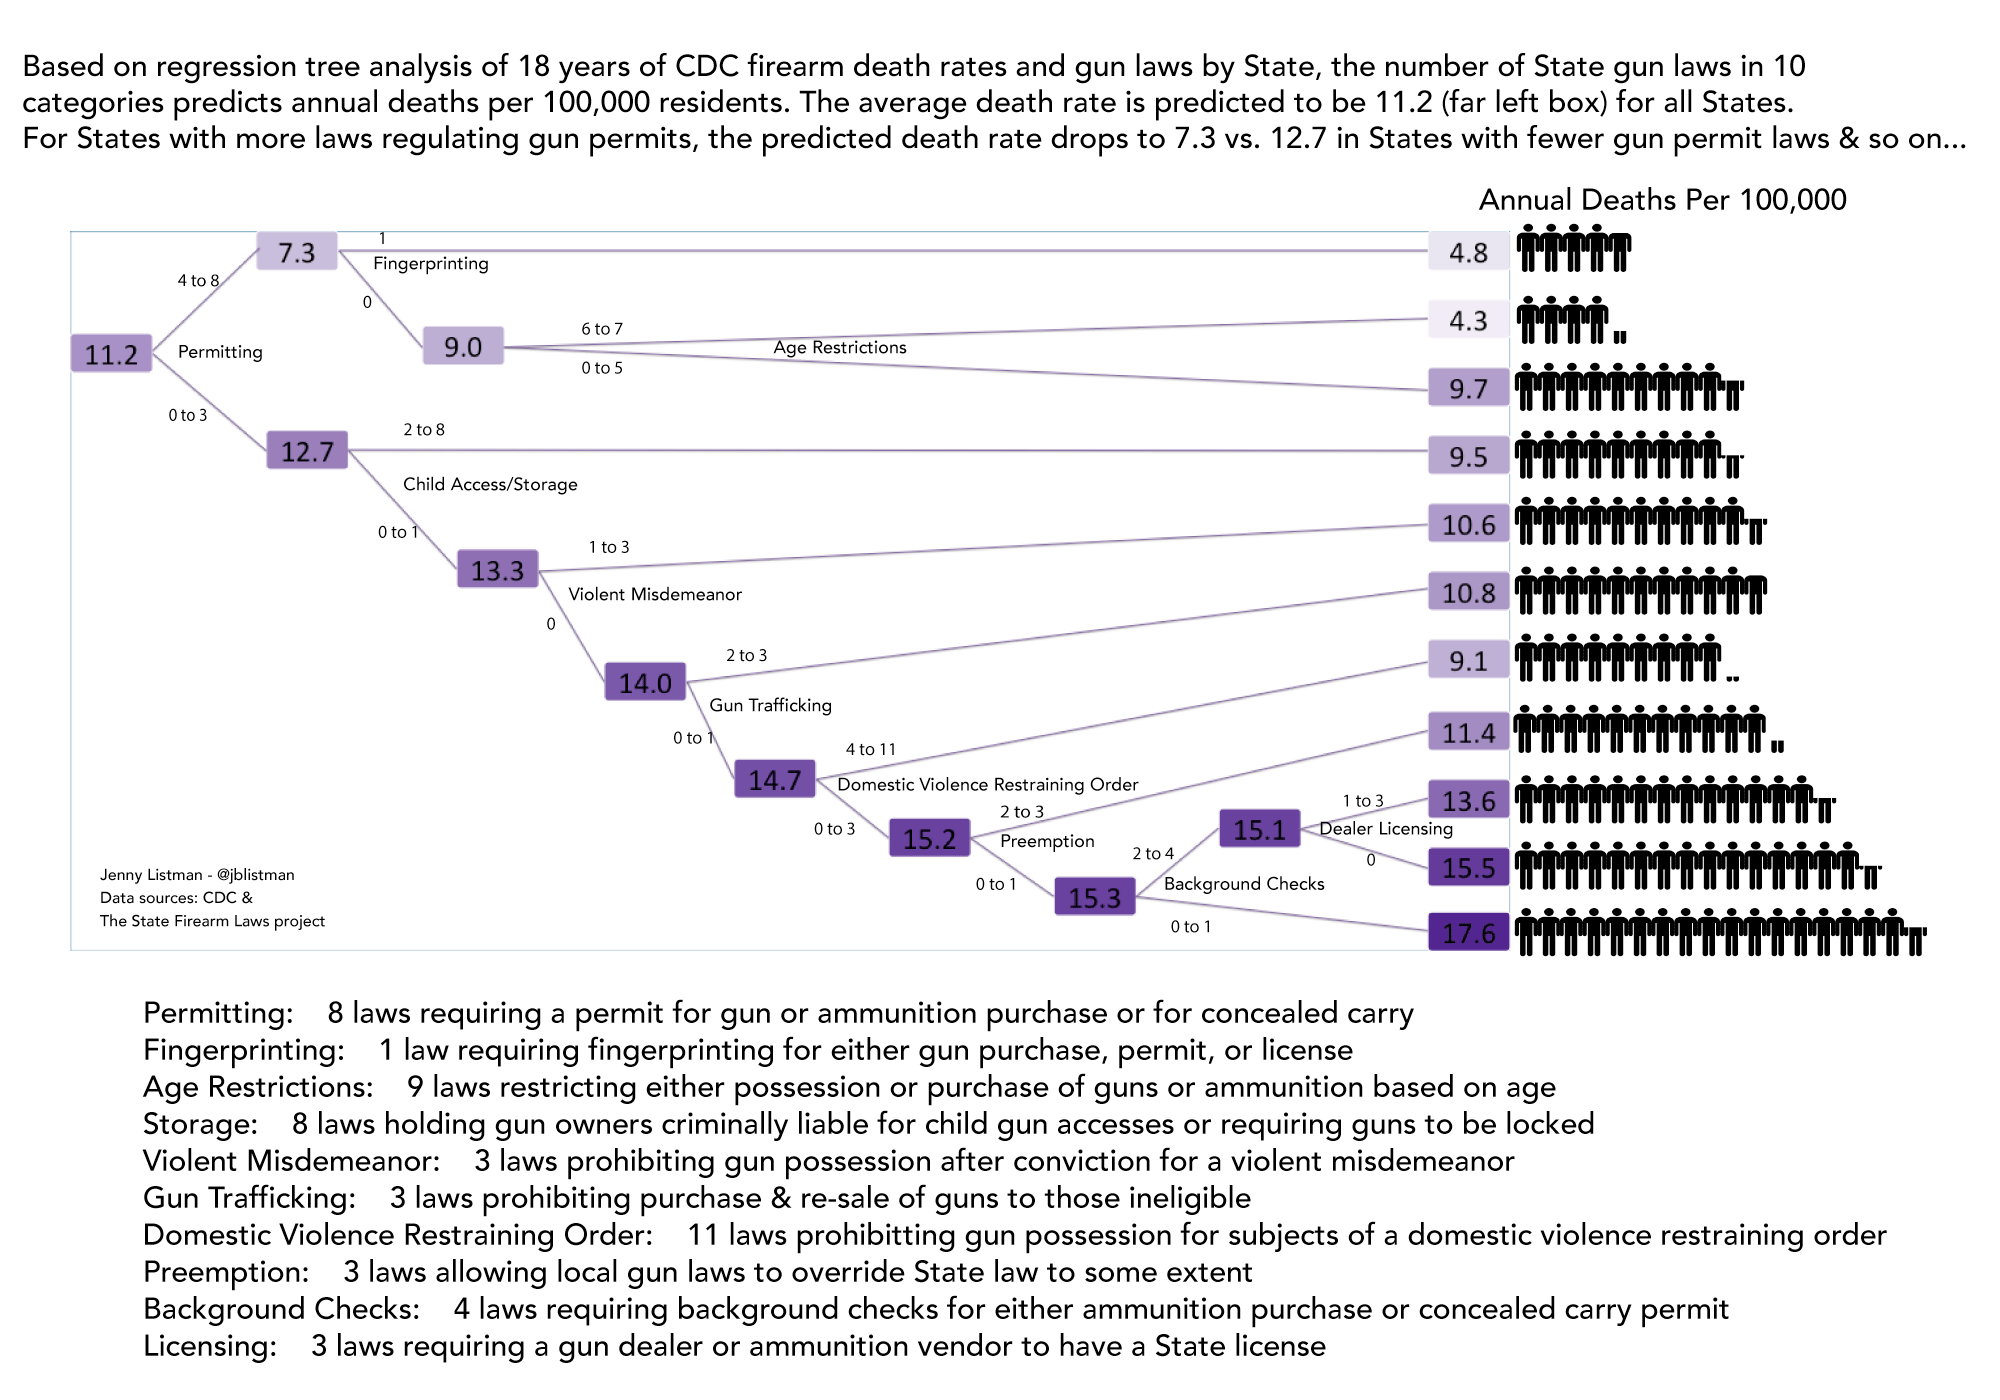 Based on regression tree analysis of 18 years of CDC firearm death rates and gun laws by State, the number of State gun laws in 10
categories predicts annual deaths per 100,000 residents. The average death rate is predicted to be 11.2 (far left box) for all States.
For States with more laws regulating gun permits, the predicted death rate drops to 7.3 vs. 12.7 in States with fewer gun permit laws & so on...
Annual Deaths Per 100,000
1
7.3
4.8
Fingerprinting
4 to 8
0
4.3
6 to 7
9.0
Age Restrictions
11.2
Permitting
0 to 5
9.7
0 to 3
2 to 8
12.7
9.5
Child Access/Storage
0 to 1
10.6
1 to 3
13.3
Violent Misdemeanor
10.8
0
2 to 3
9.1
14.0
Gun Trafficking
0 to 1
11.4
4 to 11
14.7
Domestic Violence Restraining Order
1 to 3
13.6
2 to 3
0 to 3
15.1
Dealer Licensing
15.2
Preemption
2 to 4
0
15.5
0 to 1
Background Checks
15.3
0 to 1
17.6
Jenny Listman - @jblistman
Data sources: CDC &
The State Firearm Laws project
Permitting: 8 laws requiring a permit for gun or ammunition purchase or for concealed carry
Fingerprinting: 1 law requiring fingerprinting for either gun purchase, permit, or license
Age Restrictions: 9 laws restricting either possession or purchase of guns or ammunition based on age
Storage: 8 laws holding gun owners criminally liable for child gun accesses or requiring guns to be locked
Violent Misdemeanor: 3 laws prohibiting gun possession after conviction for a violent misdemeanor
Gun Trafficking: 3 laws prohibiting purchase & re-sale of guns to those ineligible
Domestic Violence Restraining Order: 11 laws prohibitting gun possession for subjects of a domestic violence restraining order
Preemption: 3 laws allowing local gun laws to override State law to some extent
Background Checks: 4 laws requiring background checks for either ammunition purchase or concealed carry permit
Licensing: 3 laws requiring a gun dealer or ammunition vendor to have a State license